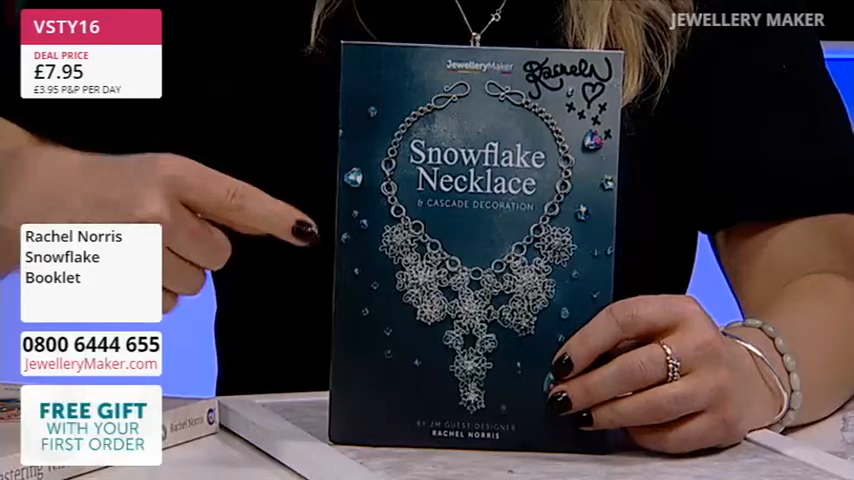 VSTY16
DEAL PRICE
£7.95
£3.95 P&P PER DAY
JEWELLERY MAKER
JewelleryMaker
RachelN
Snowflake
Necklace
& CASCADE DECORATION
BY JM GUEST DESIGNER
RACHEL NORRIS
Rachel Norris
Snowflake
Booklet
0800 6444 655
JewelleryMaker.com
FREE GIFT
WITH YOUR
FIRST ORDER
Rachel Norris